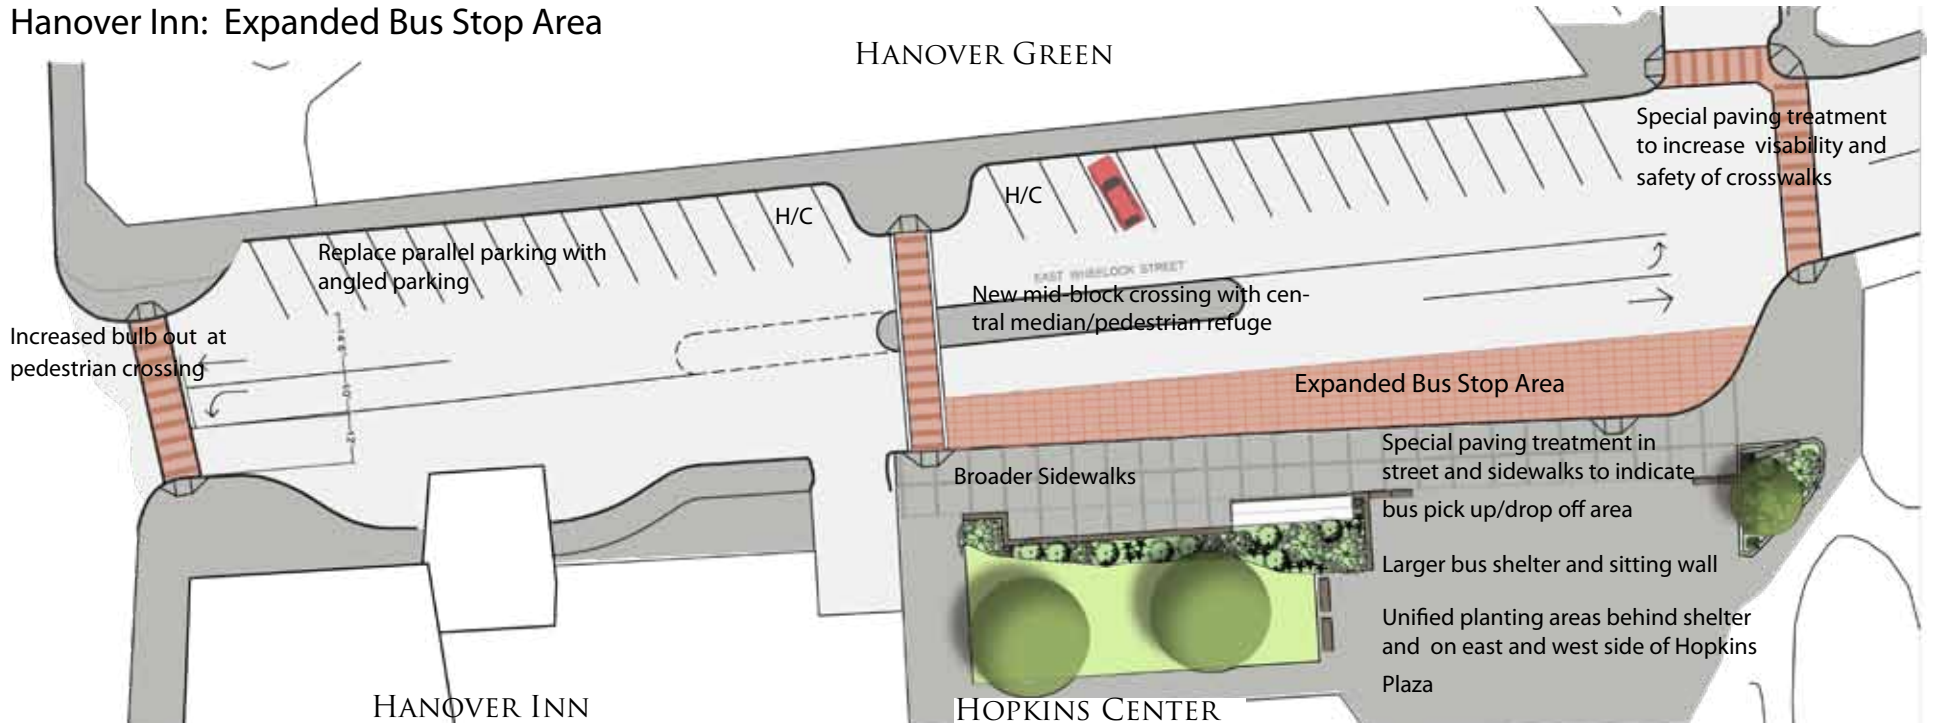 Hanover Inn: Expanded Bus Stop Area
HANOVER GREEN
Special paving treatment
to increase visability and
safety of crosswalks
H/C
H/C
Replace parallel parking with
angled parking
EAST WHEELOCK STREET
New mid-block crossing with cen-
tral median/pedestrian refuge
Increased bulb out at
pedestrian crossing
Expanded Bus Stop Area
Broader Sidewalks
Special paving treatment in
street and sidewalks to indicate
bus pick up/drop off area
Larger bus shelter and sitting wall
Unified planting areas behind shelter
and on east and west side of Hopkins
Plaza
HANOVER INN
HOPKINS CENTER